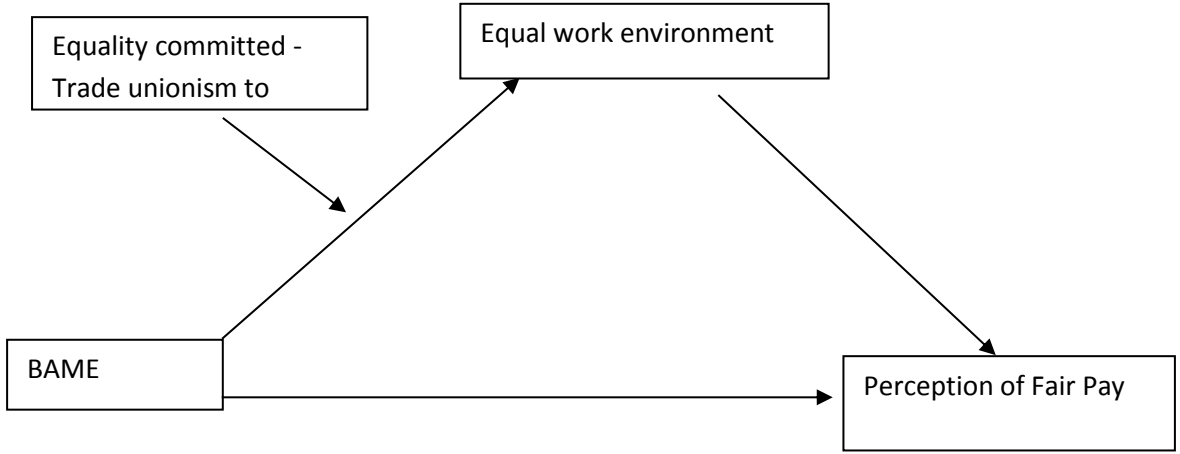 Equality committed -
Trade unionism to
Equal work environment
BAME
Perception of Fair Pay